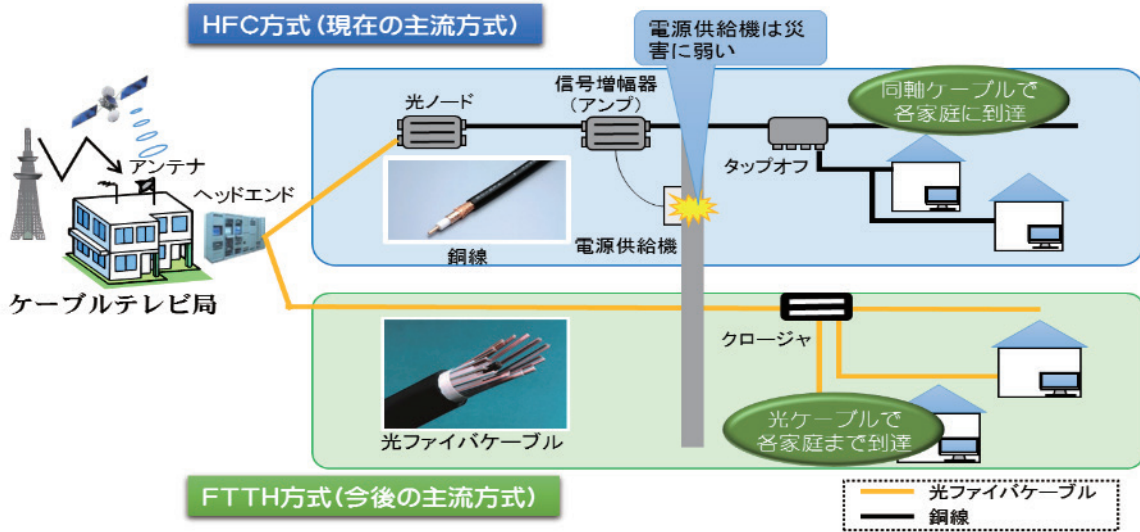 HFC方式(現在の主流方式)
電源供給機は災
害に弱い
光ノード
信号増幅器
(アンプ)
同軸ケーブルで
各家庭に到達
タップオフ
アンテナ
ヘッドエンド
銅線
電源供給機
ケーブルテレビ局
クロージャ
光ファイバケーブル
光ケーブルで
各家庭まで到達
FTTH方式(今後の主流方式)
光ファイバケーブル
銅線